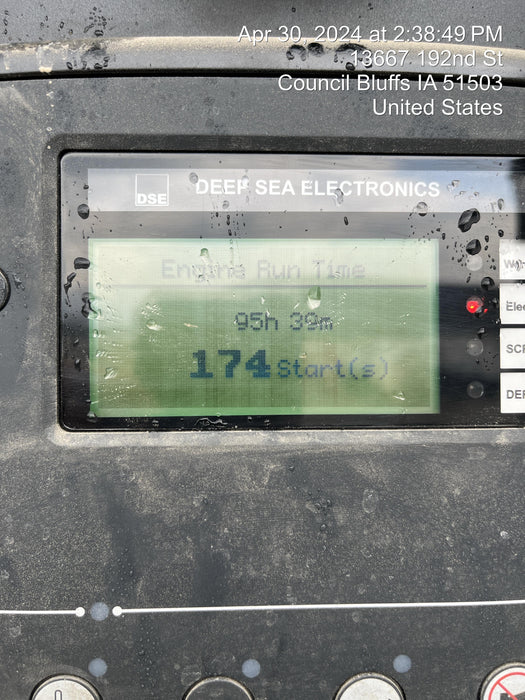 Apr 30, 2024 at 2:38:49 PM
13667 192nd St
Council Bluffs IA 51503
United States
DSE DEEP SEA ELECTRONICS
Engine Run Time
95h 39m
174 Start(s)
SCR